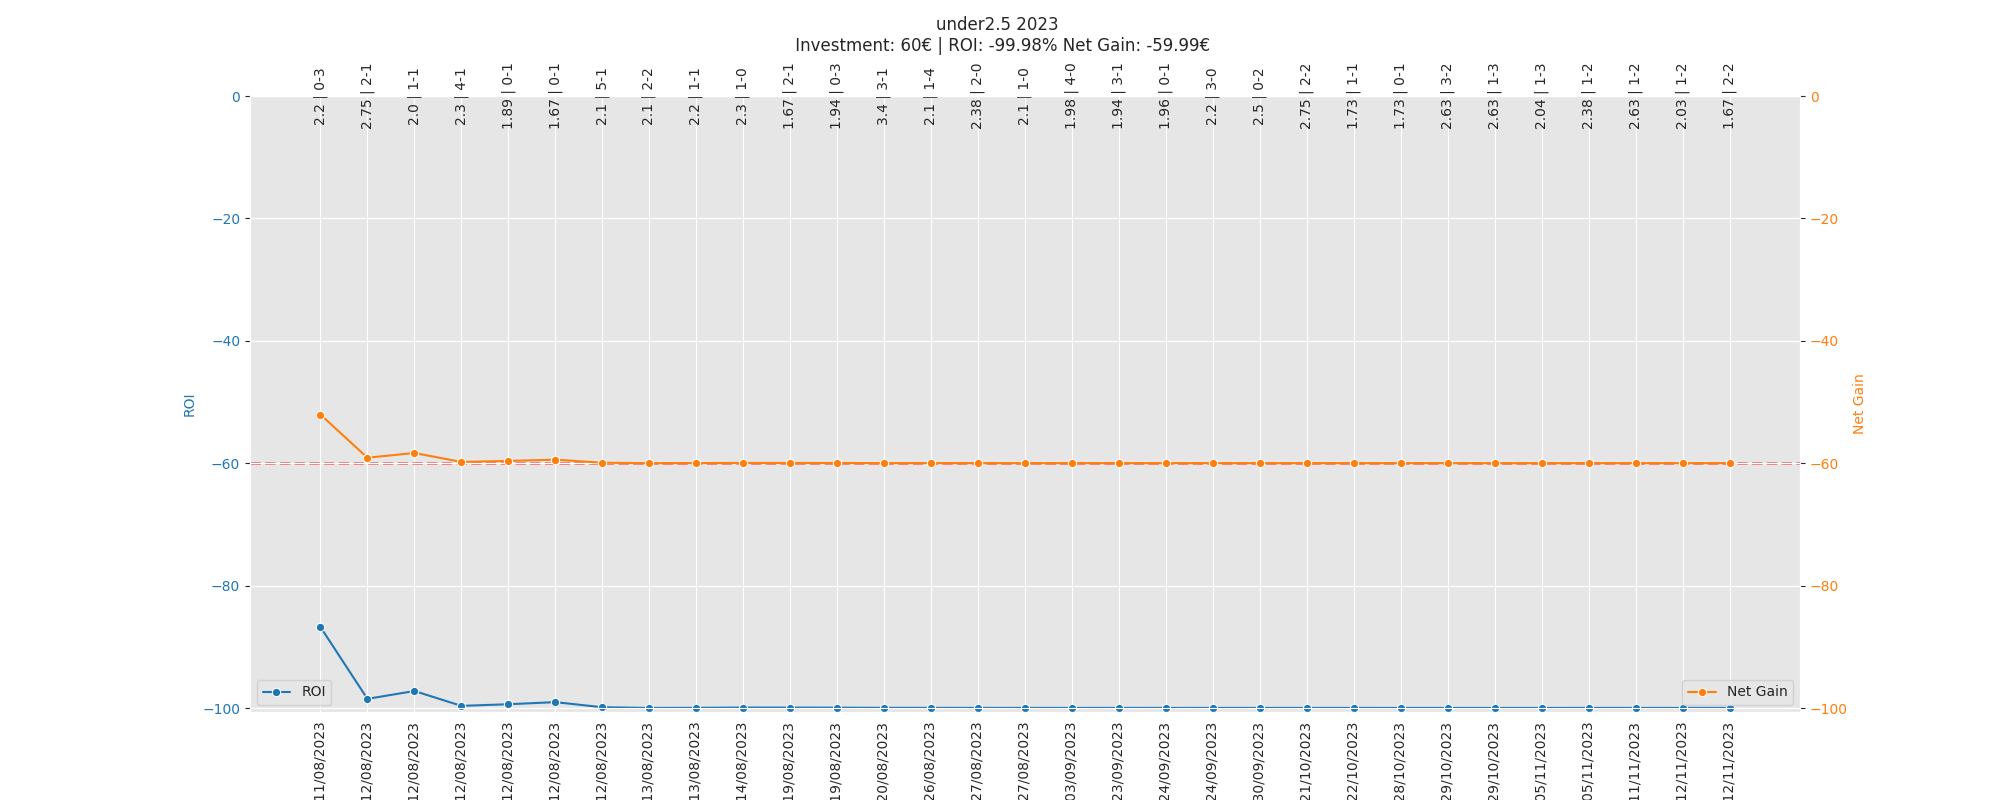 under2.5 2023
Investment: 60€ | ROI: -99.98% Net Gain: -59.99€
2.2 | 0-3
2.75 | 2-1
2.0 | 1-1
2.3 | 4-1
1.89 | 0-1
1.67 | 0-1
2.1 | 5-1
2.1 | 2-2
2.2 | 1-1
2.3 | 1-0
1.67 | 2-1
1.94 | 0-3
3.4 | 3-1
2.1 | 1-4
2.38 | 2-0
2.1 | 1-0
1.98 | 4-0
1.94 | 3-1
1.96 | 0-1
2.2 | 3-0
2.5 | 0-2
2.75 | 2-2
1.73 | 1-1
1.73 | 0-1
2.63 | 3-2
2.63 | 1-3
2.04 | 1-3
2.38 | 1-2
2.63 | 1-2
2.03 | 1-2
1.67 | 2-2
0
−20
−40
−60
−80
−100
ROI
0
−20
−40
−60
−80
−100
Net Gain
ROI
Net Gain
11/08/2023
12/08/2023
12/08/2023
12/08/2023
12/08/2023
12/08/2023
12/08/2023
13/08/2023
13/08/2023
14/08/2023
19/08/2023
19/08/2023
20/08/2023
26/08/2023
27/08/2023
27/08/2023
03/09/2023
23/09/2023
24/09/2023
24/09/2023
30/09/2023
21/10/2023
22/10/2023
28/10/2023
29/10/2023
29/10/2023
05/11/2023
05/11/2023
11/11/2023
12/11/2023
12/11/2023